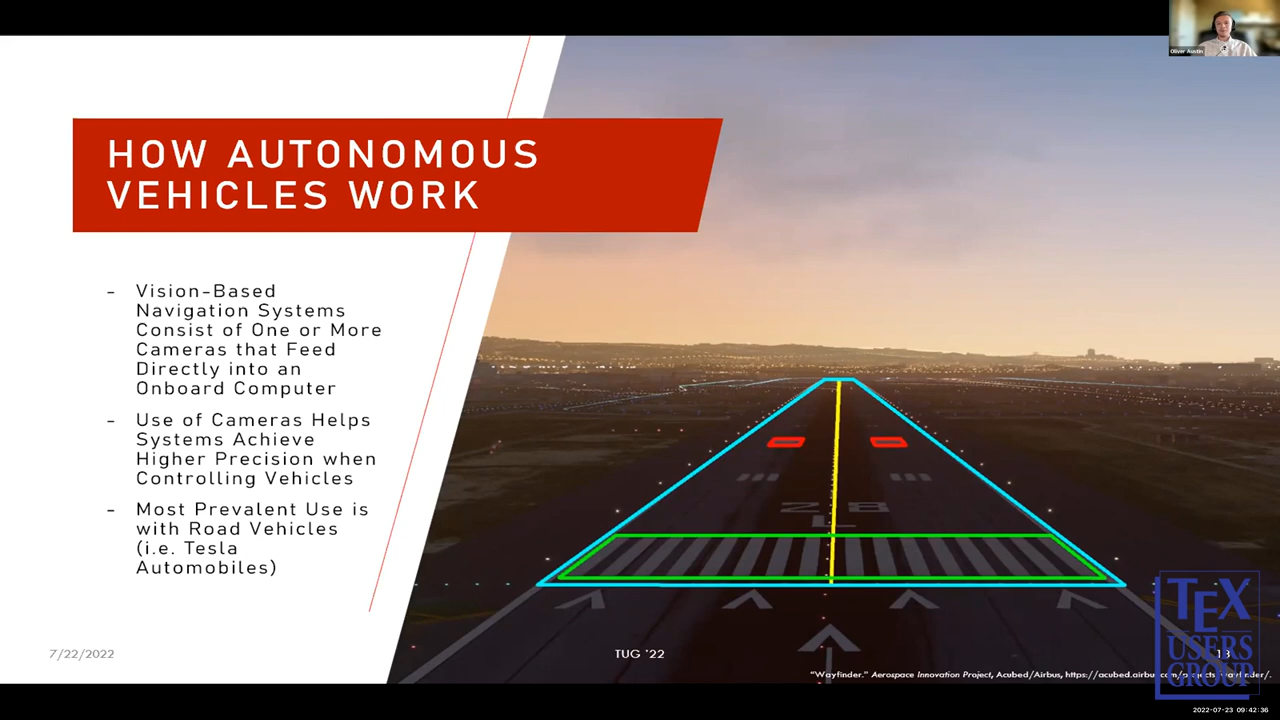 Oliver Austin
HOW AUTONOMOUS
VEHICLES WORK
- Vision-Based
Navigation Systems
Consist of One or More
Cameras that Feed
Directly into an
Onboard Computer
- Use of Cameras Helps
Systems Achieve
Higher Precision when
Controlling Vehicles
- Most Prevalent Use is
with Road Vehicles
(i.e. Tesla
Automobiles)
28
L
7/22/2022
TUG '22
13
TEX
USERS
GROUP
"Wayfinder." Aerospace Innovation Project, Acubed/Airbus, https://acubed.airbus.com/projects/wayfinder/.
2022-07-23 09:42:36